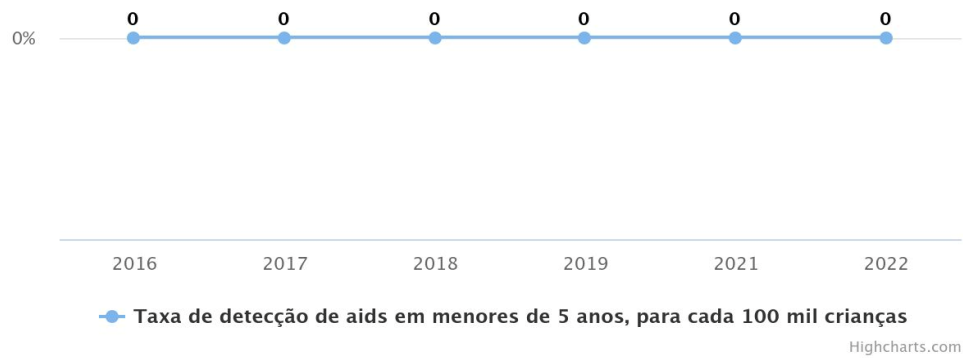 0 0 0 0 0 0
0%
2016 2017 2018 2019 2021 2022
Taxa de detecção de aids em menores de 5 anos, para cada 100 mil crianças
Highcharts.com